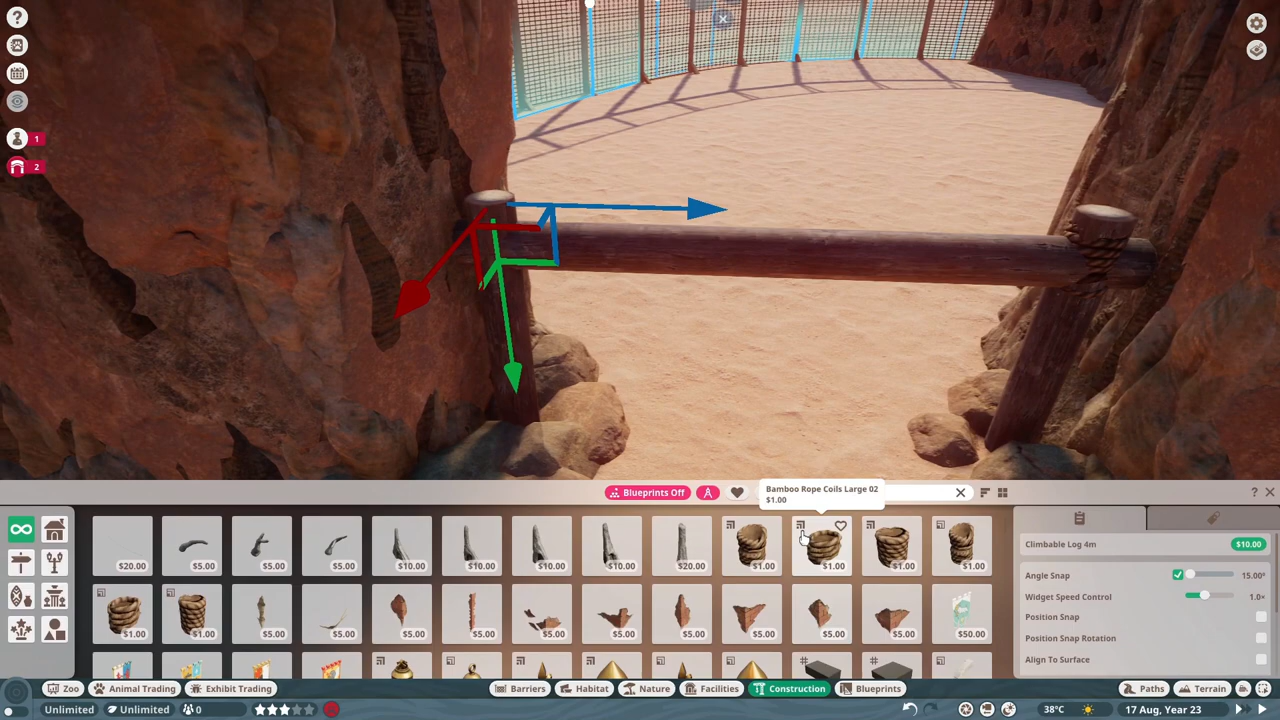 ?
1
2
Blueprints Off
Bamboo Rope Coils Large 02
$1.00
?
$20.00
$5.00
$5.00
$5.00
$10.00
$10.00
$10.00
$10.00
$20.00
$1.00
$1.00
$1.00
$1.00
$1.00
$1.00
$5.00
$5.00
$5.00
$5.00
$5.00
$5.00
$5.00
$5.00
$5.00
$5.00
$50.00
Climbable Log 4m
$10.00
Angle Snap
15.00°
Widget Speed Control
1.0×
Position Snap
Position Snap Rotation
Align To Surface
Zoo
Animal Trading
Exhibit Trading
Barriers
Habitat
Nature
Facilities
Construction
Blueprints
Paths
Terrain
Unlimited
Unlimited
0
38°C
17 Aug, Year 23